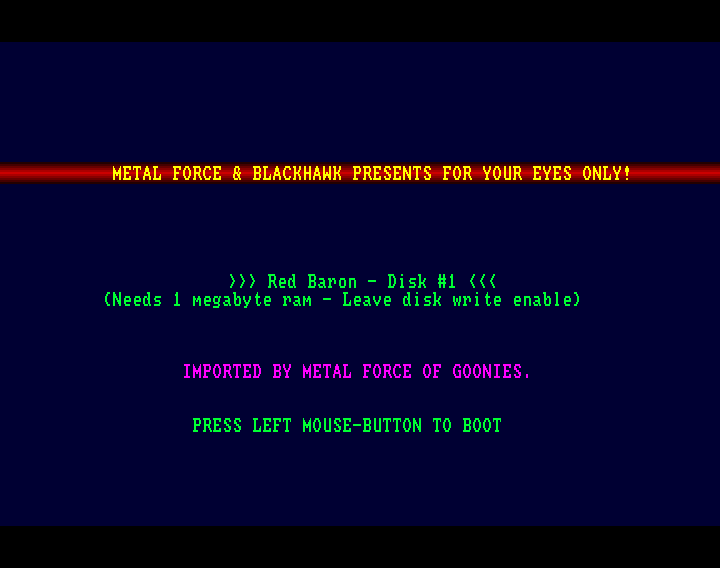 METAL FORCE & BLACKHAWK PRESENTS FOR YOUR EYES ONLY!
>>> Red Baron - Disk #1 <<<
(Needs 1 megabyte ram - Leave disk write enable)
IMPORTED BY METAL FORCE OF GOONIES.
PRESS LEFT MOUSE-BUTTON TO BOOT